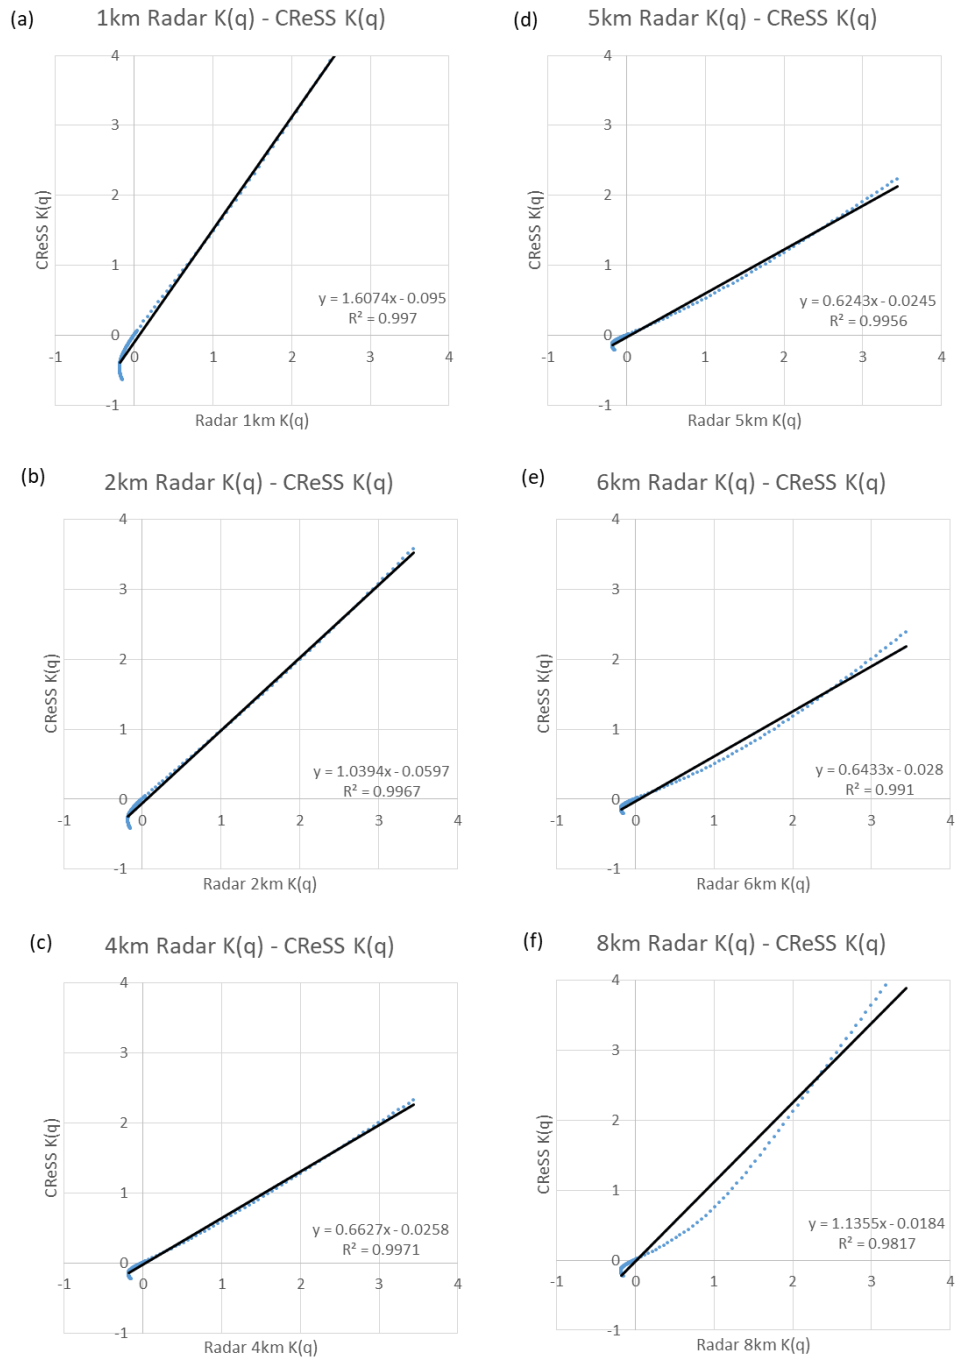 (a)
1km Radar K(q) - CReSS K(q)
4
3
2
1
0
-1
-1
0
1
2
3
4
CReSS K(q)
y = 1.6074x - 0.095
R² = 0.997
Radar 1km K(q)
(d)
5km Radar K(q) - CReSS K(q)
4
3
2
1
0
-1
-1
0
1
2
3
4
CReSS K(q)
y = 0.6243x - 0.0245
R² = 0.9956
Radar 5km K(q)
(b)
2km Radar K(q) - CReSS K(q)
4
3
2
1
0
-1
-1
0
1
2
3
4
CReSS K(q)
y = 1.0394x - 0.0597
R² = 0.9967
Radar 2km K(q)
(e)
6km Radar K(q) - CReSS K(q)
4
3
2
1
0
-1
-1
0
1
2
3
4
CReSS K(q)
y = 0.6433x - 0.028
R² = 0.991
Radar 6km K(q)
(c)
4km Radar K(q) - CReSS K(q)
4
3
2
1
0
-1
-1
0
1
2
3
4
CReSS K(q)
y = 0.6627x - 0.0258
R² = 0.9971
Radar 4km K(q)
(f)
8km Radar K(q) - CReSS K(q)
4
3
2
1
0
-1
-1
0
1
2
3
4
CReSS K(q)
y = 1.1355x - 0.0184
R² = 0.9817
Radar 8km K(q)